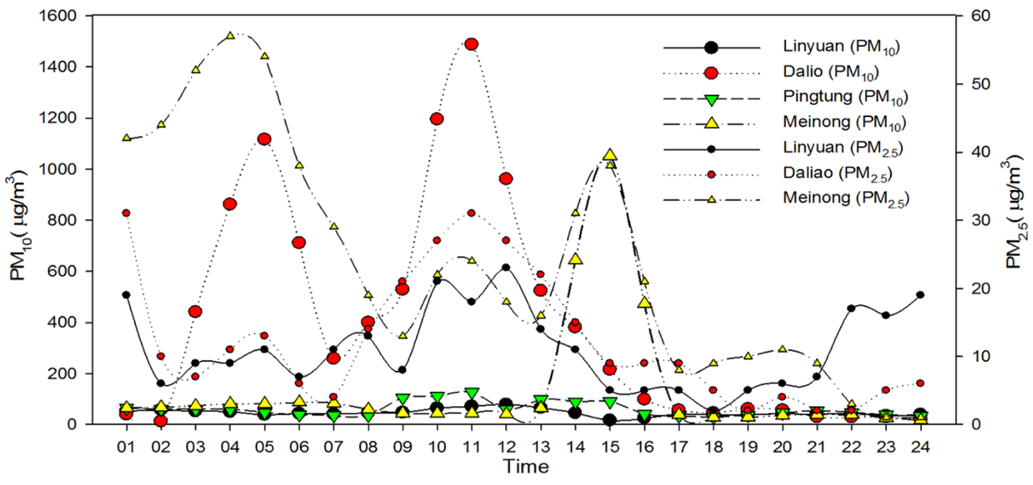 1600
1400
1200
1000
800
600
400
200
0
PM10( µg/m3)
60
50
40
30
20
10
0
PM2.5( µg/m3)
Linyuan (PM10)
Dalio (PM10)
Pingtung (PM10)
Meinong (PM10)
Linyuan (PM2.5)
Daliao (PM2.5)
Meinong (PM2.5)
01 02 03 04 05 06 07 08 09 10 11 12 13 14 15 16 17 18 19 20 21 22 23 24
Time